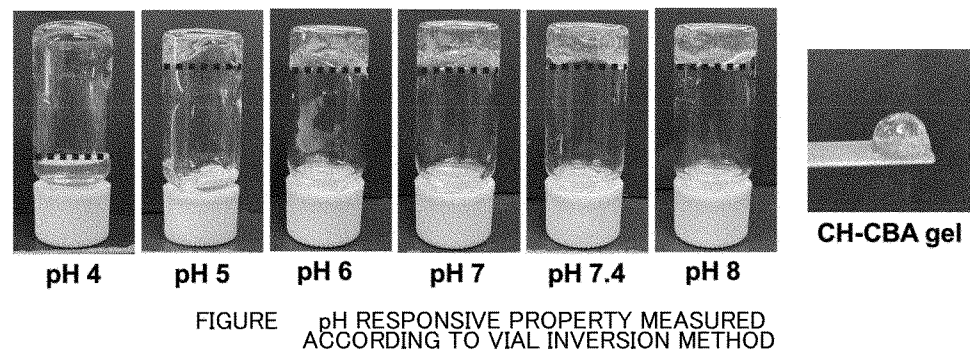 pH 4
pH 5
pH 6
pH 7
pH 7.4
pH 8
CH-CBA gel
FIGURE pH RESPONSIVE PROPERTY MEASURED
ACCORDING TO VIAL INVERSION METHOD